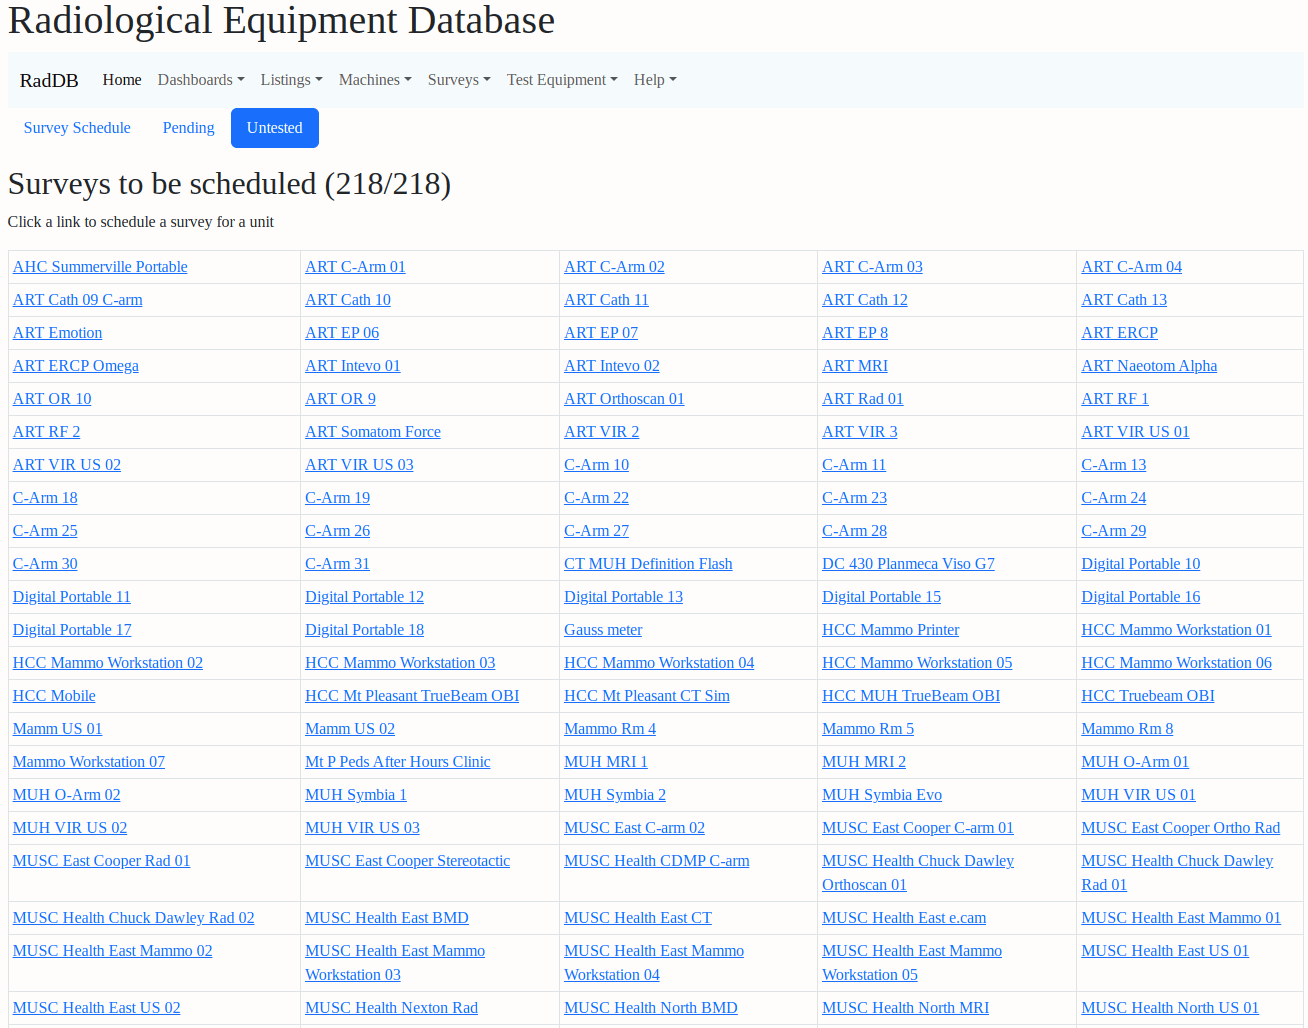 Radiological Equipment Database
RadDB Home Dashboards Listings Machines Surveys Test Equipment Help
Survey Schedule Pending Untested
Surveys to be scheduled (218/218)
Click a link to schedule a survey for a unit
AHC Summerville Portable ART C-Arm 01 ART C-Arm 02 ART C-Arm 03 ART C-Arm 04
ART Cath 09 C-arm ART Cath 10 ART Cath 11 ART Cath 12 ART Cath 13
ART Emotion ART EP 06 ART EP 07 ART EP 8 ART ERCP
ART ERCP Omega ART Intevo 01 ART Intevo 02 ART MRI ART Naeotom Alpha
ART OR 10 ART OR 9 ART Orthoscan 01 ART Rad 01 ART RF 1
ART RF 2 ART Somatom Force ART VIR 2 ART VIR 3 ART VIR US 01
ART VIR US 02 ART VIR US 03 C-Arm 10 C-Arm 11 C-Arm 13
C-Arm 18 C-Arm 19 C-Arm 22 C-Arm 23 C-Arm 24
C-Arm 25 C-Arm 26 C-Arm 27 C-Arm 28 C-Arm 29
C-Arm 30 C-Arm 31 CT MUH Definition Flash DC 430 Planmeca Viso G7 Digital Portable 10
Digital Portable 11 Digital Portable 12 Digital Portable 13 Digital Portable 15 Digital Portable 16
Digital Portable 17 Digital Portable 18 Gauss meter HCC Mammo Printer HCC Mammo Workstation 01
HCC Mammo Workstation 02 HCC Mammo Workstation 03 HCC Mammo Workstation 04 HCC Mammo Workstation 05 HCC Mammo Workstation 06
HCC Mobile HCC Mt Pleasant TrueBeam OBI HCC Mt Pleasant CT Sim HCC MUH TrueBeam OBI HCC Truebeam OBI
Mamm US 01 Mamm US 02 Mammo Rm 4 Mammo Rm 5 Mammo Rm 8
Mammo Workstation 07 Mt P Peds After Hours Clinic MUH MRI 1 MUH MRI 2 MUH O-Arm 01
MUH O-Arm 02 MUH Symbia 1 MUH Symbia 2 MUH Symbia Evo MUH VIR US 01
MUH VIR US 02 MUH VIR US 03 MUSC East C-arm 02 MUSC East Cooper C-arm 01 MUSC East Cooper Ortho Rad
MUSC East Cooper Rad 01 MUSC East Cooper Stereotactic MUSC Health CDMP C-arm MUSC Health Chuck Dawley MUSC Health Chuck Dawley
Orthoscan 01 Rad 01
MUSC Health Chuck Dawley Rad 02 MUSC Health East BMD MUSC Health East CT MUSC Health East e.cam MUSC Health East Mammo 01
MUSC Health East Mammo 02 MUSC Health East Mammo MUSC Health East Mammo MUSC Health East Mammo MUSC Health East US 01
Workstation 03 Workstation 04 Workstation 05
MUSC Health East US 02 MUSC Health Nexton Rad MUSC Health North BMD MUSC Health North MRI MUSC Health North US 01